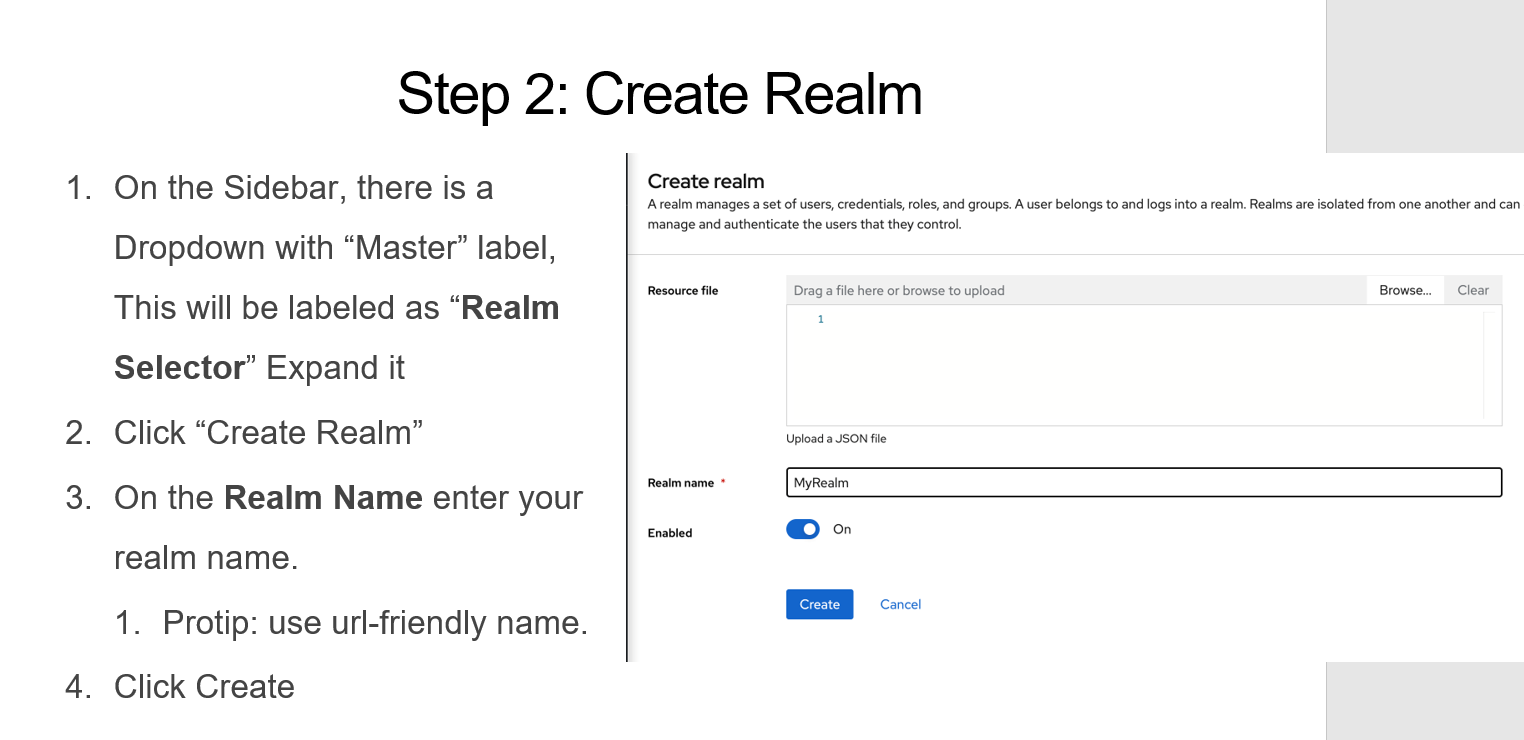 Step 2: Create Realm
1. On the Sidebar, there is a
Dropdown with “Master” label,
This will be labeled as “Realm
Selector” Expand it
2. Click “Create Realm”
3. On the Realm Name enter your
realm name.
1. Protip: use url-friendly name.
4. Click Create
Create realm
A realm manages a set of users, credentials, roles, and groups. A user belongs to and logs into a realm. Realms are isolated from one another and can
manage and authenticate the users that they control.
Resource file
Drag a file here or browse to upload
Browse...
Clear
1
Upload a JSON file
Realm name *
MyRealm
Enabled
On
Create
Cancel